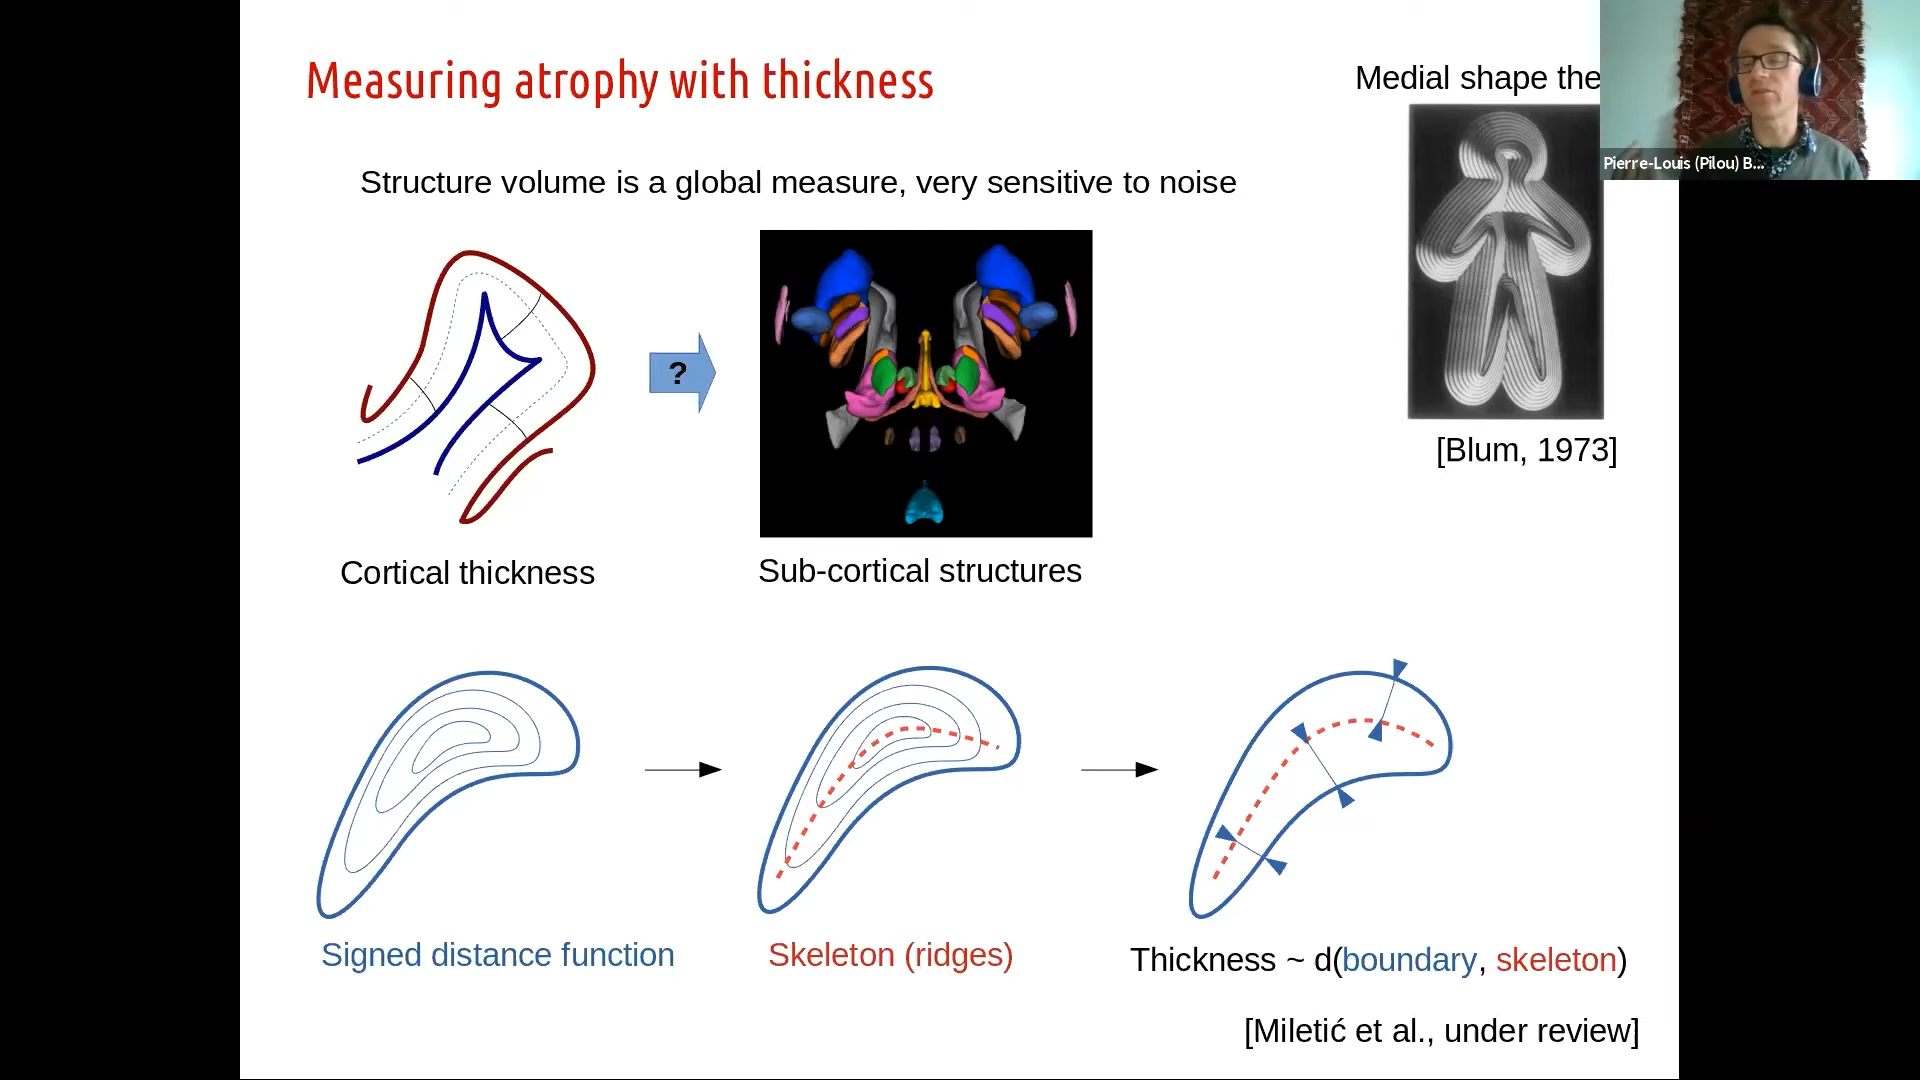 Measuring atrophy with thickness
Medial shape the
Pierre-Louis (Pilou) B...
Structure volume is a global measure, very sensitive to noise
?
[Blum, 1973]
Cortical thickness
Sub-cortical structures
Signed distance function
Skeleton (ridges)
Thickness ~ d(boundary, skeleton)
[Miletić et al., under review]